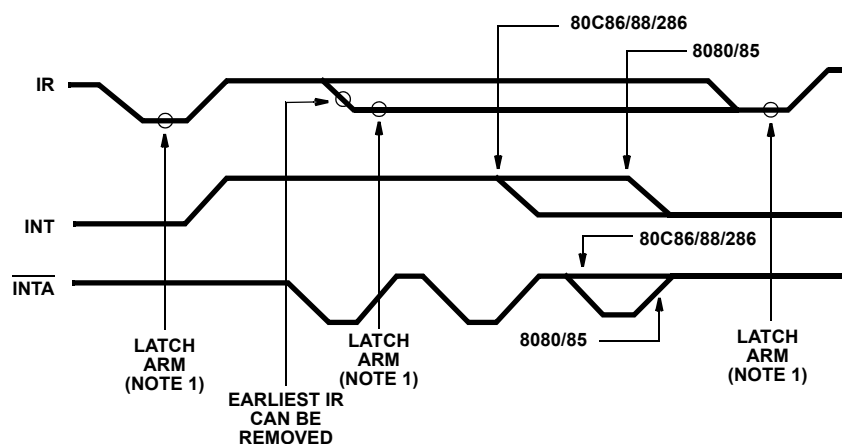 80C86/88/286
8080/85
IR
INT
80C86/88/286
INTA
8080/85
LATCH
ARM
(NOTE 1)
EARLIEST IR
CAN BE
REMOVED
LATCH
ARM
(NOTE 1)
LATCH
ARM
(NOTE 1)